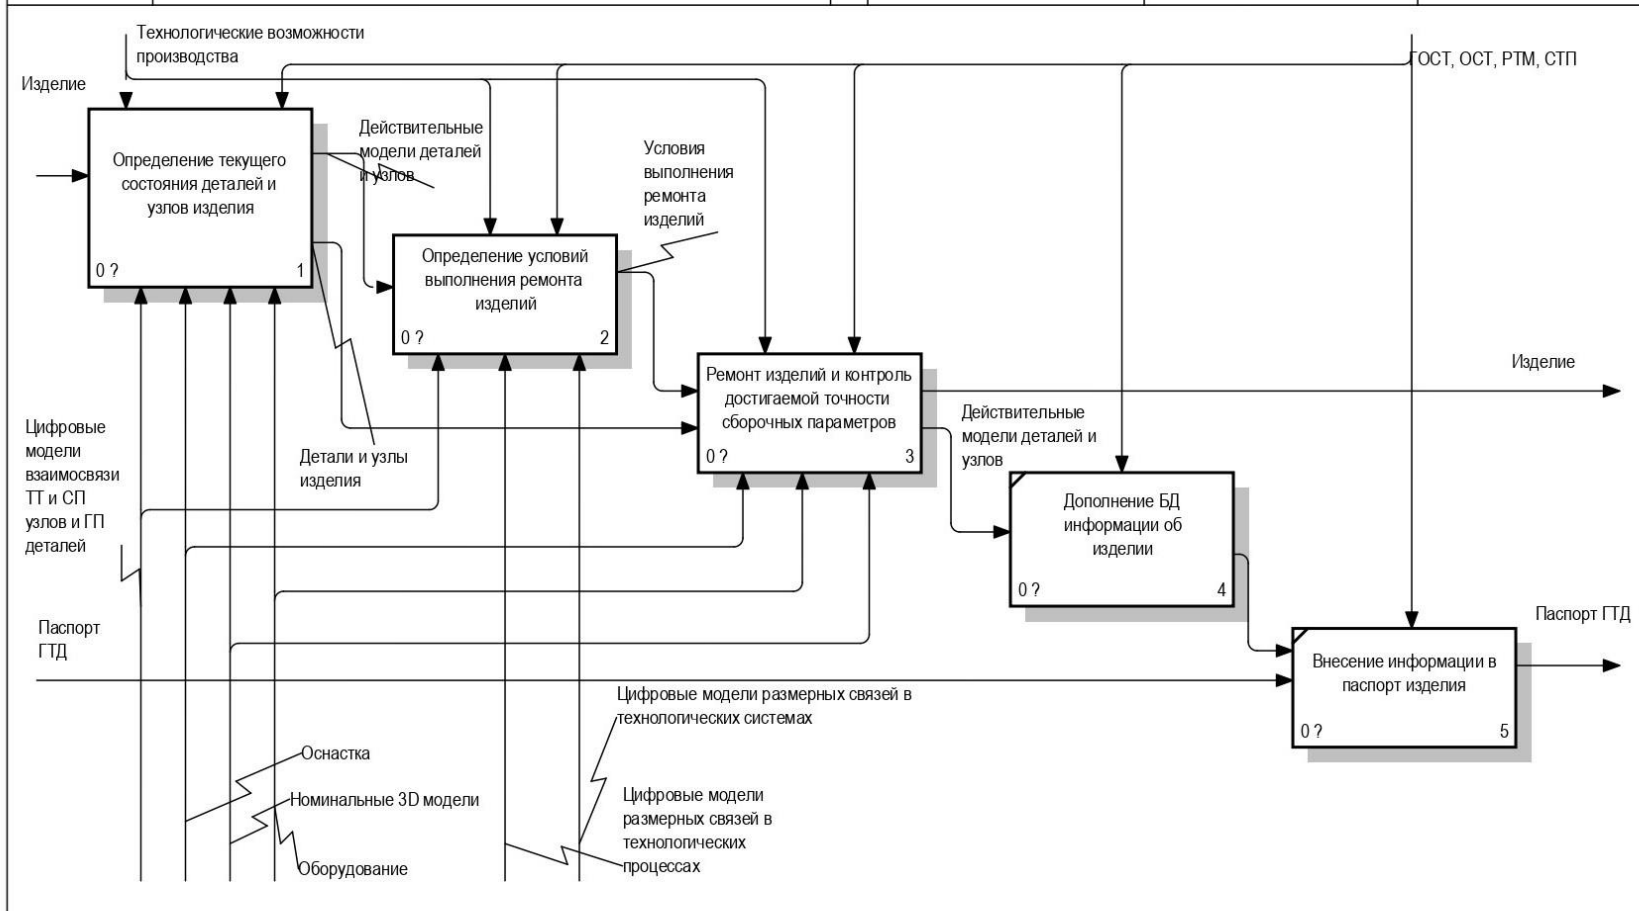 Технологические возможности
производства
ГОСТ, ОСТ, РТМ, СТП
Изделие
Определение текущего
состояния деталей и
узлов изделия
0 ?
1
Действительные
модели деталей
и узлов
Условия
выполнения
ремонта
изделий
Определение условий
выполнения ремонта
изделий
0 ?
2
Ремонт изделий и контроль
достигаемой точности
сборочных параметров
0 ?
3
Изделие
Действительные
модели деталей и
узлов
Детали и узлы
изделия
Цифровые
модели
взаимосвязи
ТТ и СП
узлов и ГП
деталей
Дополнение БД
информации об
изделии
0 ?
4
Паспорт
ГТД
Паспорт ГТД
Внесение информации в
паспорт изделия
0 ?
5
Цифровые модели размерных связей в
технологических системах
Оснастка
Номинальные 3D модели
Оборудование
Цифровые модели
размерных связей в
технологических
процессах